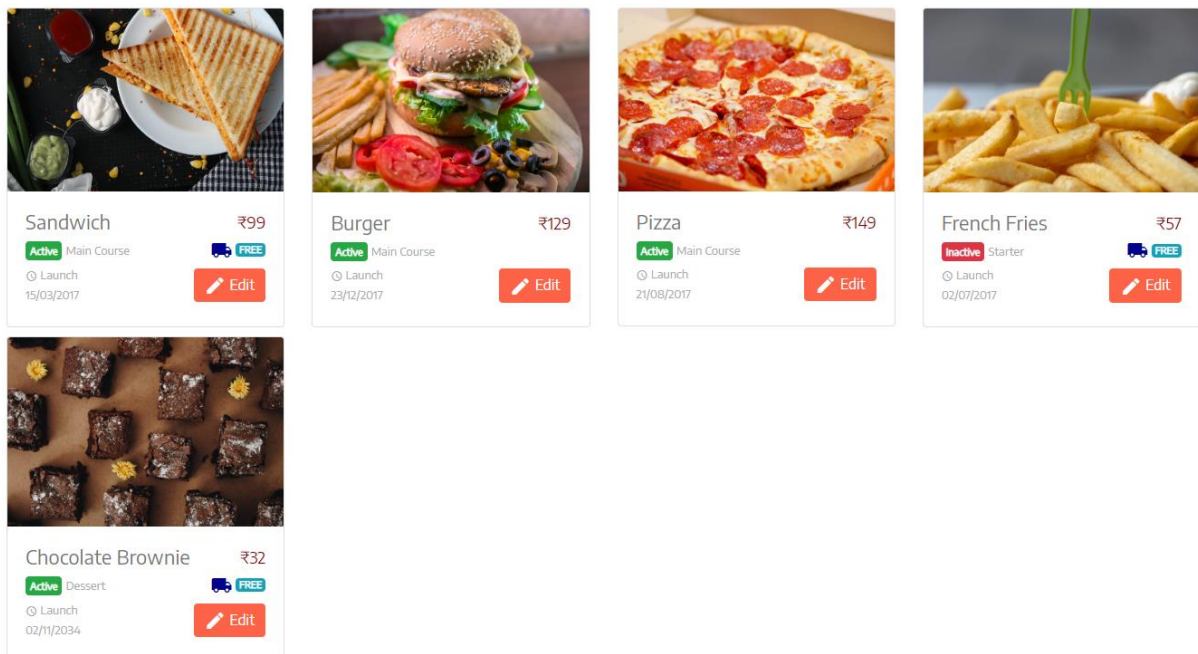 Sandwich ₹99
Active Main Course FREE
Launch
15/03/2017 Edit
Burger ₹129
Active Main Course
Launch
23/12/2017 Edit
Pizza ₹149
Active Main Course
Launch
21/08/2017 Edit
French Fries ₹57
Inactive Starter FREE
Launch
02/07/2017 Edit
Chocolate Brownie ₹32
Active Dessert FREE
Launch
02/11/2034 Edit